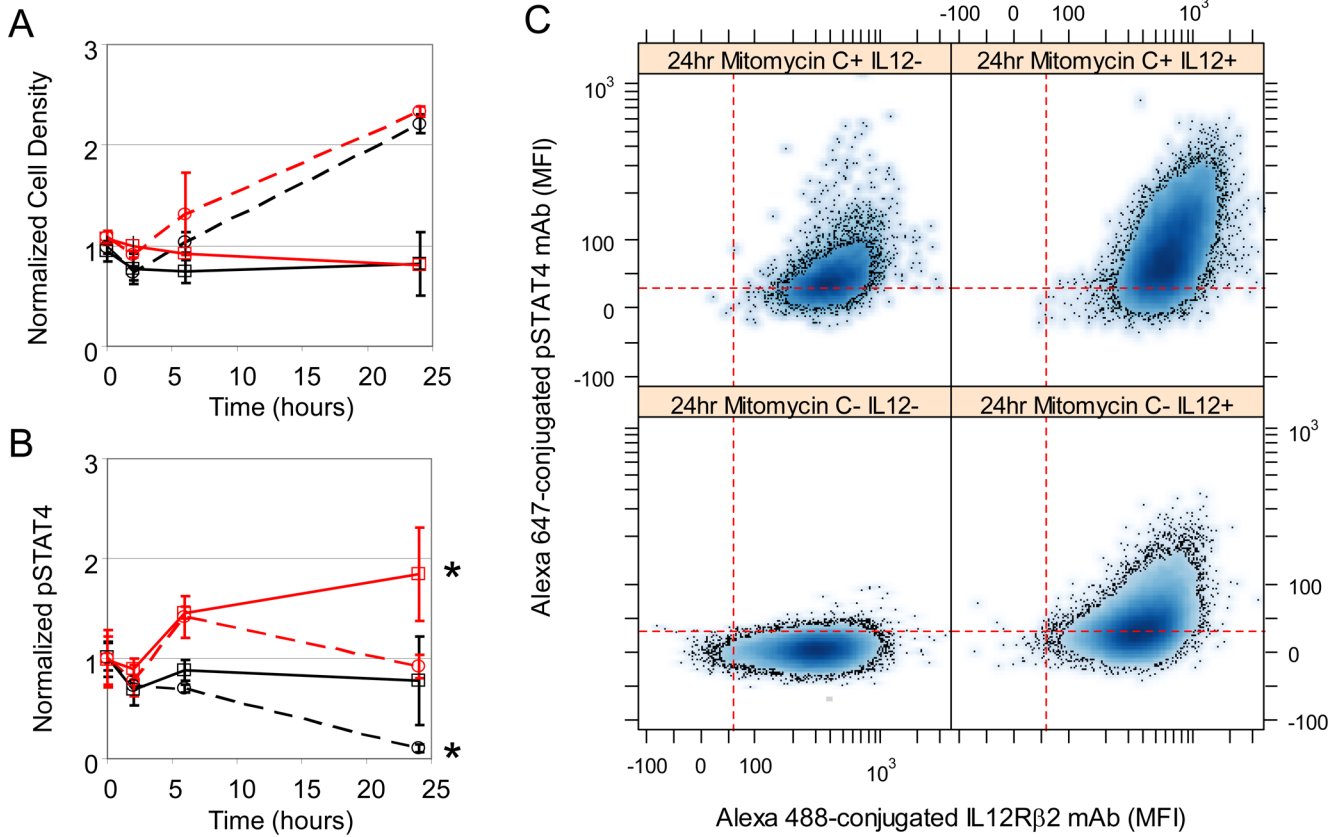 A
3
2
1
0
Normalized Cell Density
0 5 10 15 20 25
Time (hours)
B
3
2
1
0
Normalized pSTAT4
*
*
0 5 10 15 20 25
Time (hours)
C
-100 0 100 10³
24hr Mitomycin C+ IL12-
24hr Mitomycin C+ IL12+
10³
100
0
-100
24hr Mitomycin C- IL12-
24hr Mitomycin C- IL12+
10³
100
0
-100
-100 0 100 10³
Alexa 647-conjugated pSTAT4 mAb (MFI)
Alexa 488-conjugated IL12Rβ2 mAb (MFI)